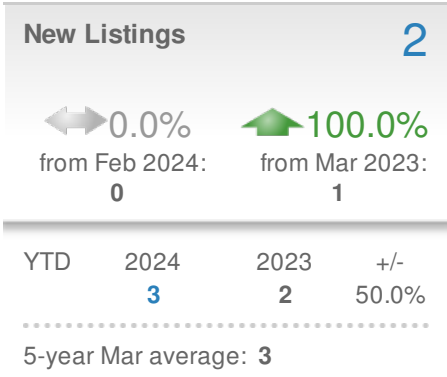 New Listings 2
0.0% 100.0%
from Feb 2024: from Mar 2023:
0 1
YTD 2024 2023 +/-
3 2 50.0%
5-year Mar average: 3